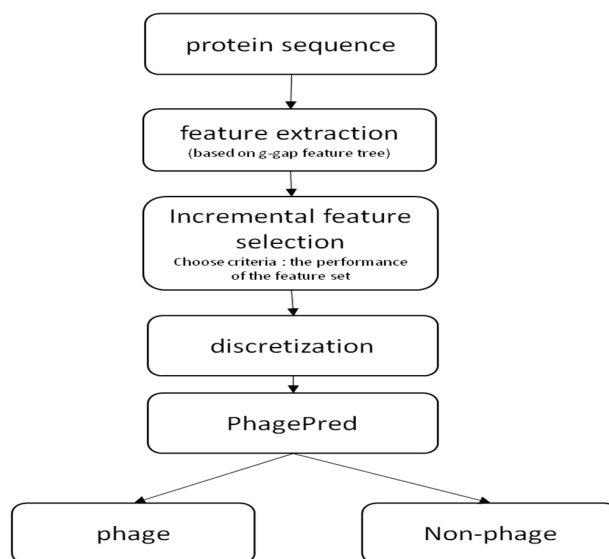 protein sequence
feature extraction
(based on g-gap feature tree)
Incremental feature
selection
Choose criteria : the performance
of the feature set
discretization
PhagePred
phage
Non-phage